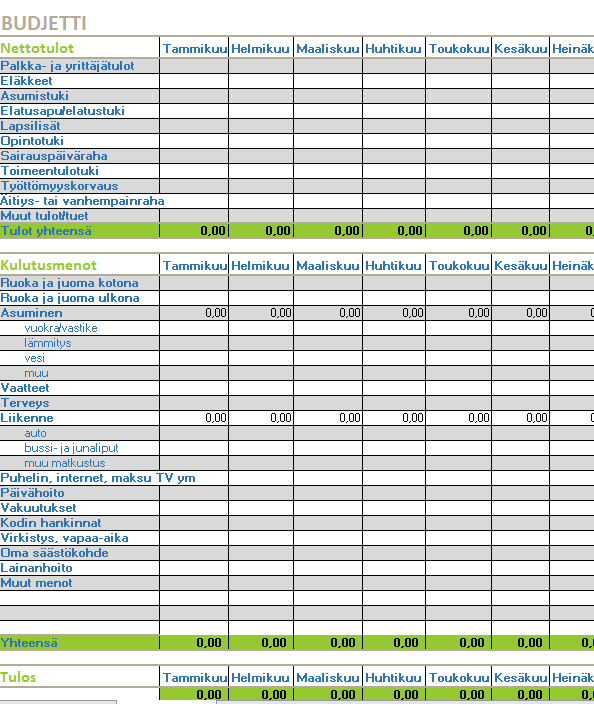 BUDJETTI
Nettotulot Tammikuu Helmikuu Maaliskuu Huhtikuu Toukokuu Kesäkuu Heinäk
Palkka- ja yrittäjätulot
Eläkkeet
Asumistuki
Elatusapu/elatustuki
Lapsilisät
Opintotuki
Sairauspäiväraha
Toimeentulotuki
Työttömyyskorvaus
Äitiys- tai vanhempainraha
Muut tulot/tuet
Tulot yhteensä 0,00 0,00 0,00 0,00 0,00 0,00 0,
Kulutusmenot Tammikuu Helmikuu Maaliskuu Huhtikuu Toukokuu Kesäkuu Heinäk
Ruoka ja juoma kotona
Ruoka ja juoma ulkona
Asuminen 0,00 0,00 0,00 0,00 0,00 0,00 0
vuokra/vastike
lämmitys
vesi
muu
Vaatteet
Terveys
Liikenne 0,00 0,00 0,00 0,00 0,00 0,00 0,
auto
bussi- ja junaliput
muu matkustus
Puhelin, internet, maksu TV ym
Päivähoito
Vakuutukset
Kodin hankinnat
Virkistys, vapaa-aika
Oma säästökohde
Lainanhoito
Muut menot
Yhteensä 0,00 0,00 0,00 0,00 0,00 0,00 0,
Tulos Tammikuu Helmikuu Maaliskuu Huhtikuu Toukokuu Kesäkuu Heinäk
0,00 0,00 0,00 0,00 0,00 0,00 0,